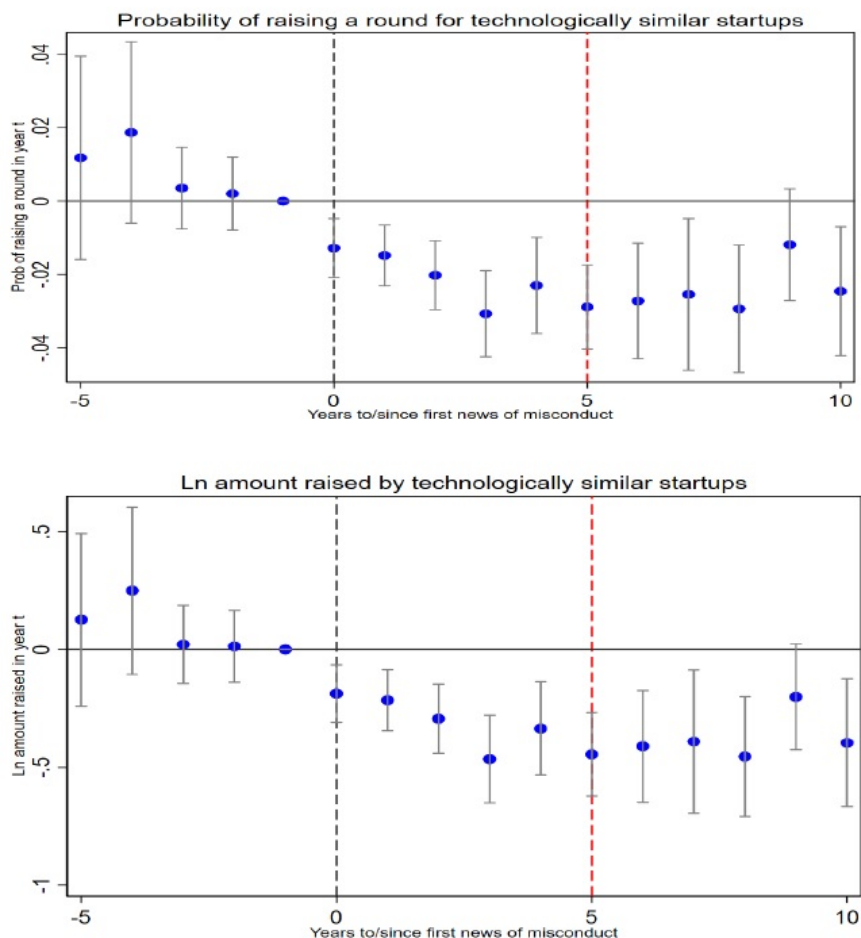 Probability of raising a round for technologically similar startups
Prob of raising a round in year t
.04
.02
0
-.02
-.04
-5 0 5 10
Years to/since first news of misconduct
Ln amount raised by technologically similar startups
Ln amount raised in year t
.5
0
-.5
-1
-5 0 5 10
Years to/since first news of misconduct